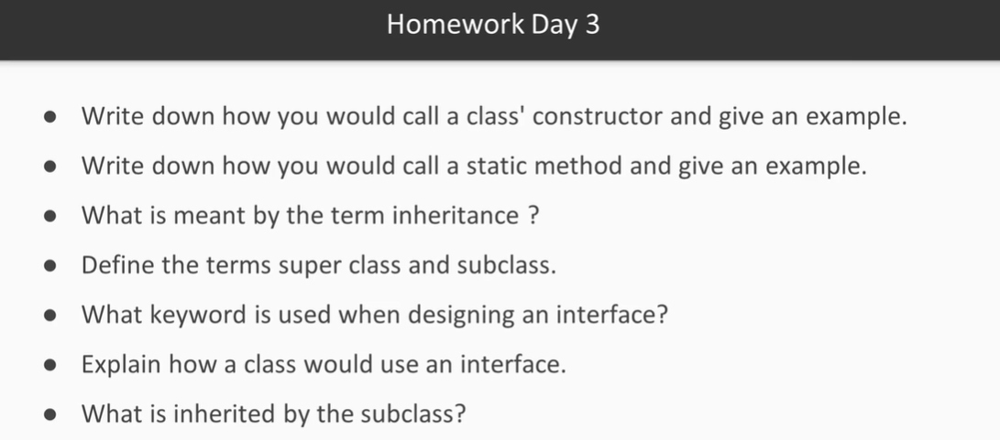 Homework Day 3
● Write down how you would call a class' constructor and give an example.
● Write down how you would call a static method and give an example.
● What is meant by the term inheritance ?
● Define the terms super class and subclass.
● What keyword is used when designing an interface?
● Explain how a class would use an interface.
● What is inherited by the subclass?